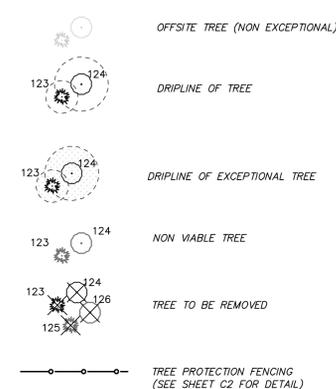 OFFSITE TREE (NON EXCEPTIONAL)
123
124
DRIPLINE OF TREE
123
124
DRIPLINE OF EXCEPTIONAL TREE
123
124
NON VIABLE TREE
123
124
126
125
TREE TO BE REMOVED
TREE PROTECTION FENCING
(SEE SHEET C2 FOR DETAIL)